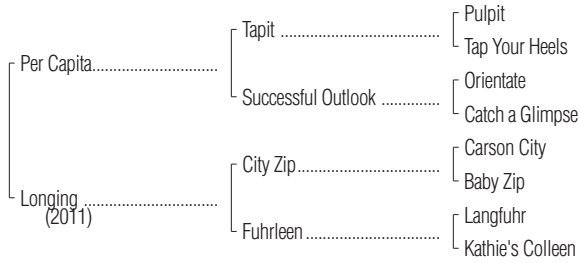 Pulpit
Tapit ..............................
Tap Your Heels
Per Capita........................
Orientate
Successful Outlook ...........
Catch a Glimpse
Carson City
City Zip...........................
Baby Zip
Longing .........................
(2011)
Langfuhr
Fuhrleen.........................
Kathie's Colleen